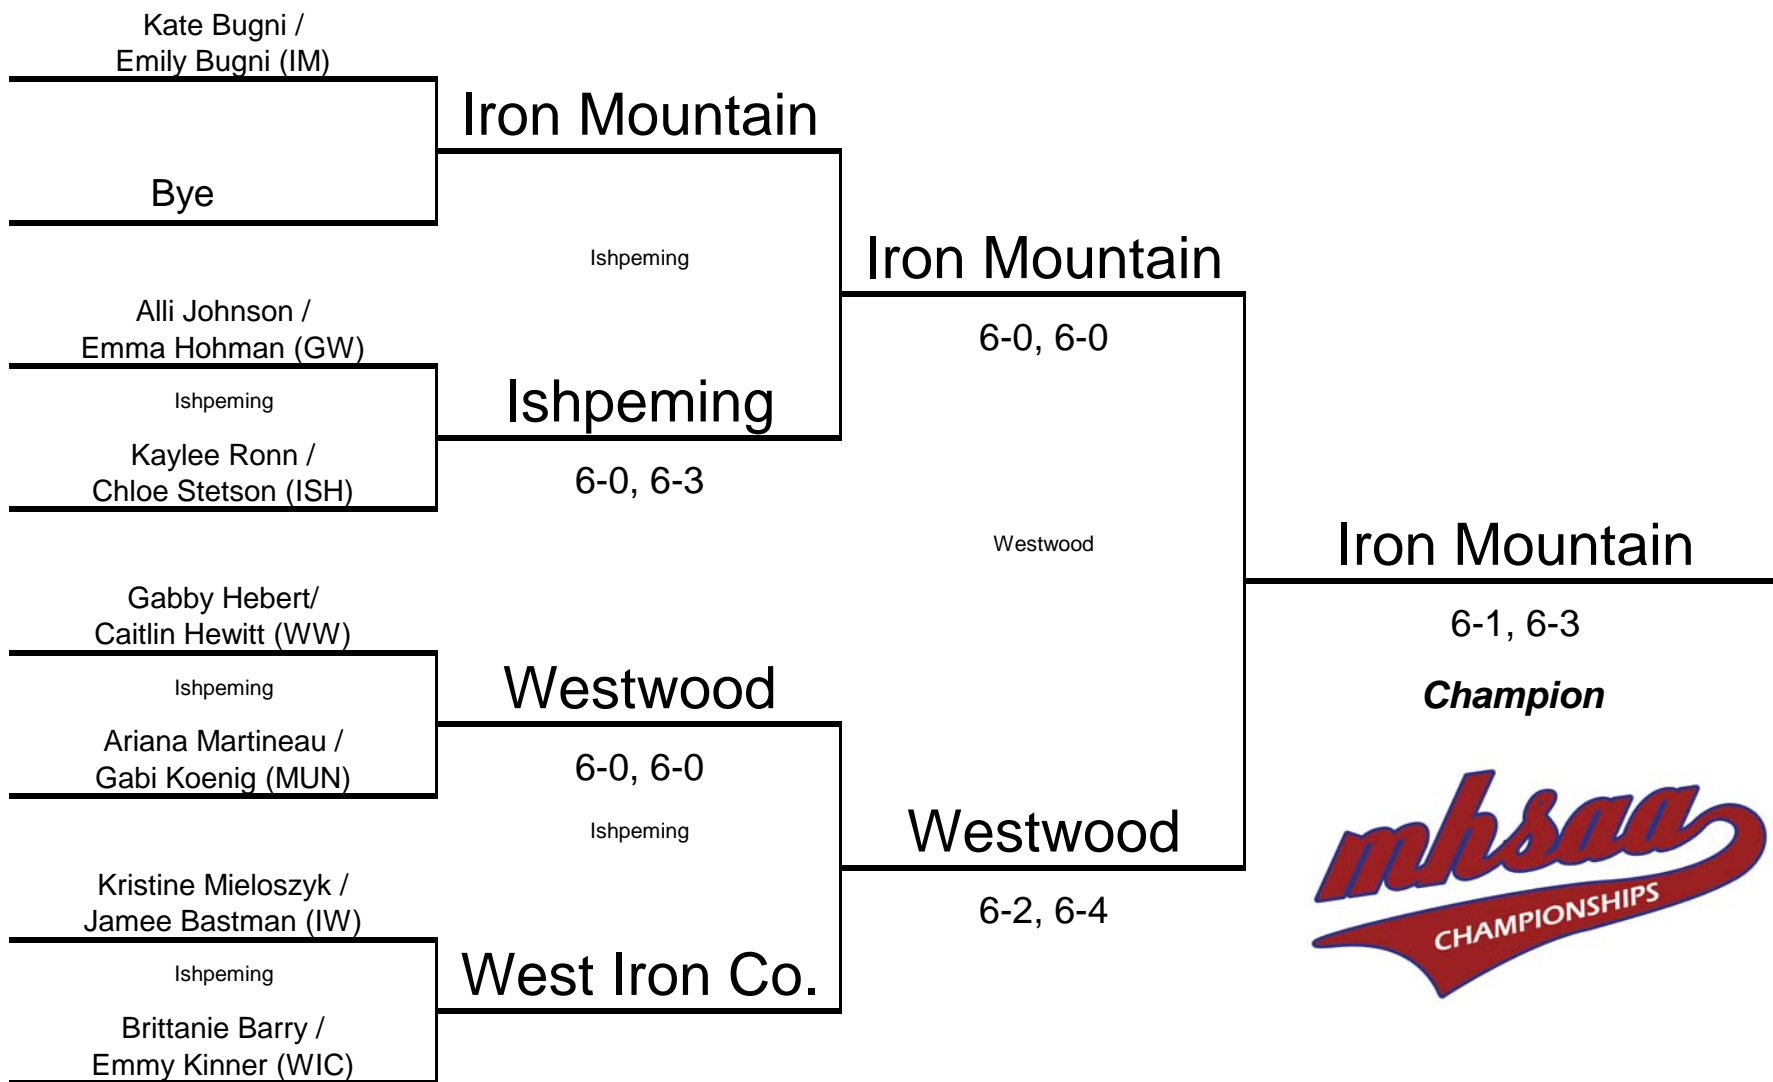 Kate Bugni /
Emily Bugni (IM)
Iron Mountain
Bye
Ishpeming
Iron Mountain
Alli Johnson /
Emma Hohman (GW)
6-0, 6-0
Ishpeming
Ishpeming
Kaylee Ronn /
Chloe Stetson (ISH)
6-0, 6-3
Westwood
Iron Mountain
Gabby Hebert/
Caitlin Hewitt (WW)
6-1, 6-3
Ishpeming
Westwood
Champion
Ariana Martineau /
Gabi Koenig (MUN)
6-0, 6-0
Ishpeming
Westwood
mhsaa
CHAMPIONSHIPS
Kristine Mieloszyk /
Jamee Bastman (IW)
6-2, 6-4
Ishpeming
West Iron Co.
Brittanie Barry /
Emmy Kinner (WIC)